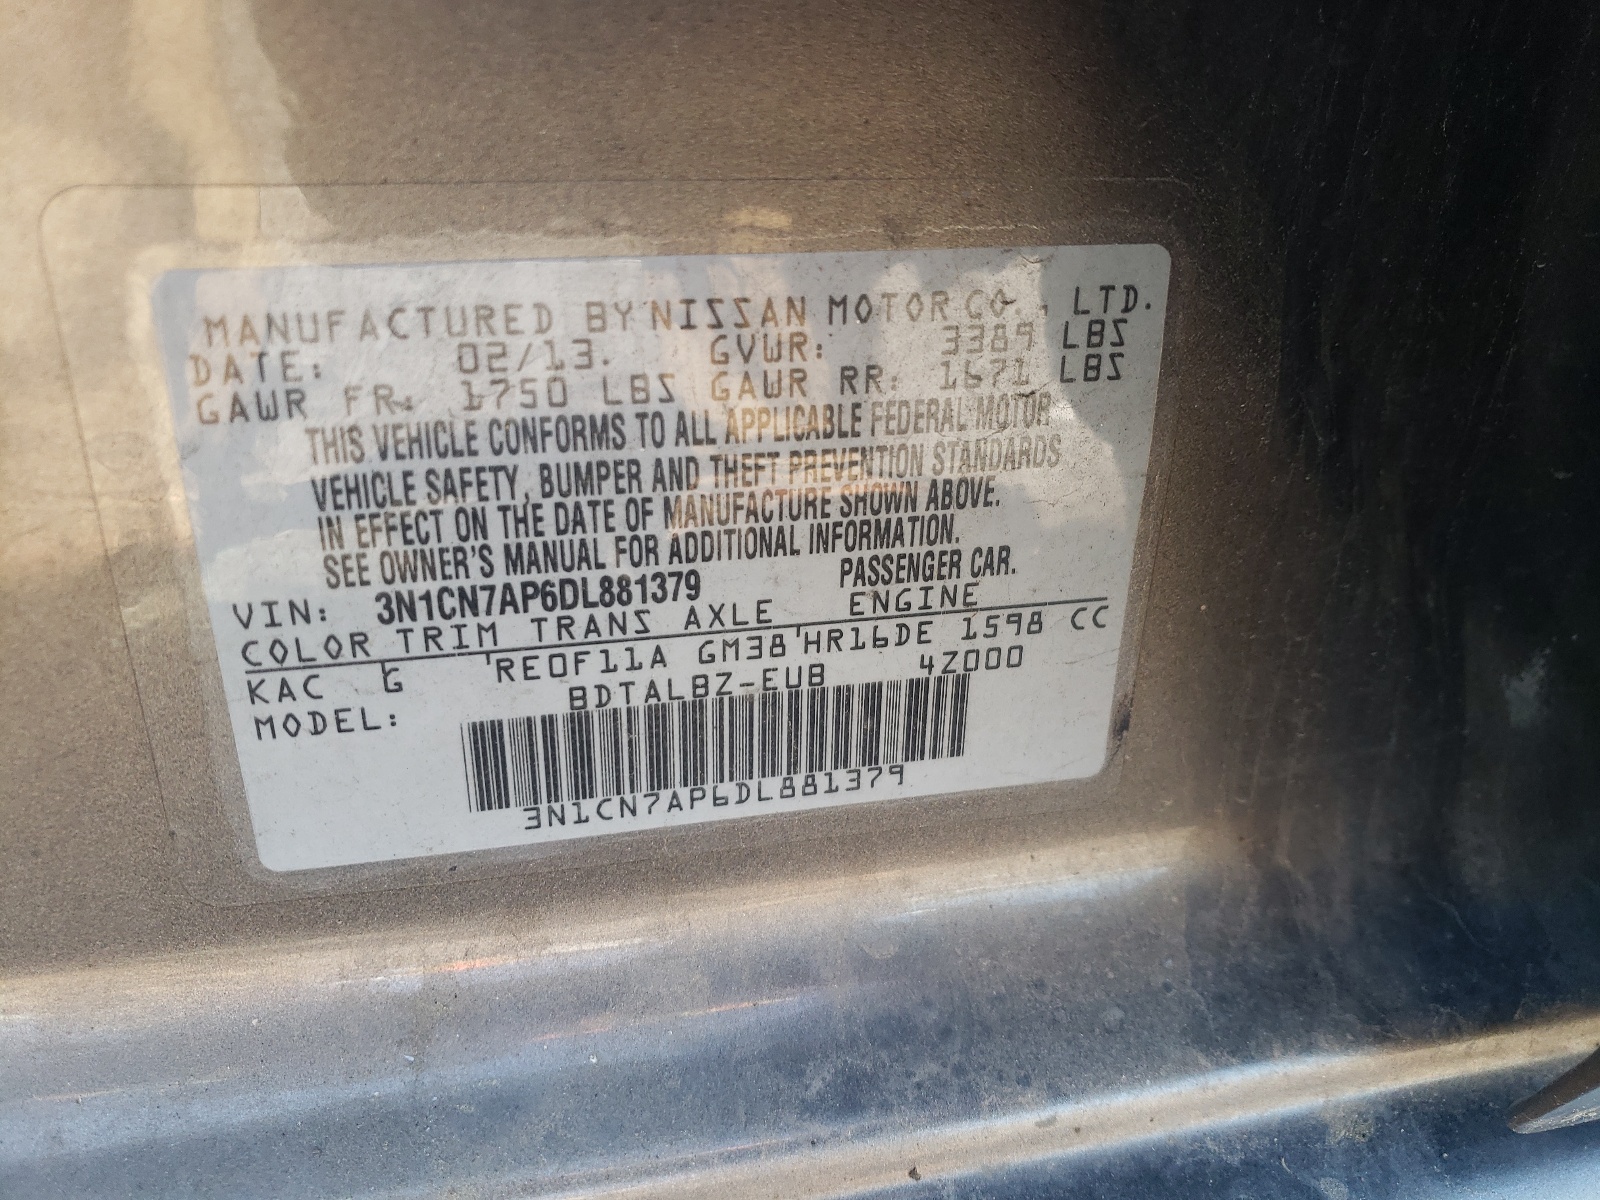 MANUFACTURED BY NISSAN MOTOR CO., LTD.
DATE: 02/13. GVWR: 3389 LBS
GAWR FR: 1750 LBS GAWR RR: 1671 LBS
THIS VEHICLE CONFORMS TO ALL APPLICABLE FEDERAL MOTOR
VEHICLE SAFETY, BUMPER AND THEFT PREVENTION STANDARDS
IN EFFECT ON THE DATE OF MANUFACTURE SHOWN ABOVE.
SEE OWNER'S MANUAL FOR ADDITIONAL INFORMATION.
VIN: 3N1CN7AP6DL881379 PASSENGER CAR.
COLOR TRIM TRANS AXLE ENGINE
KAC G RE0F11A GM38 HR16DE 1598 CC
MODEL: BDTALBZ-EUB 4Z000
3N1CN7AP6DL881379